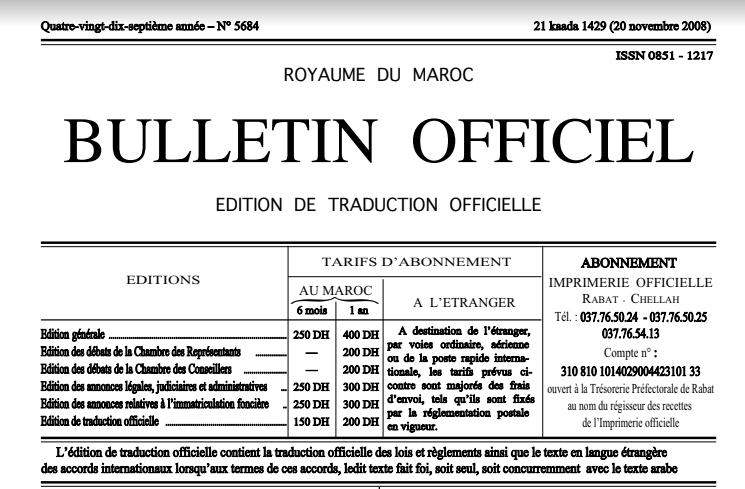 Quatre-vingt-dix-septième année – N° 5684
21 kaada 1429 (20 novembre 2008)
ISSN 0851 - 1217
ROYAUME DU MAROC
BULLETIN OFFICIEL
EDITION DE TRADUCTION OFFICIELLE
EDITIONS
TARIFS D'ABONNEMENT
AU MAROC
6 mois 1 an
A L'ETRANGER
Edition générale ........ 250 DH 400 DH
Edition des débats de la Chambre des Représentants ........ — 200 DH
Edition des débats de la Chambre des Conseillers ........ — 200 DH
Edition des annonces légales, judiciaires et administratives .. 250 DH 300 DH
Edition des annonces relatives à l'immatriculation foncière .. 250 DH 300 DH
Edition de traduction officielle ........ 150 DH 200 DH
A destination de l'étranger,
par voies ordinaire, aérienne
ou de la poste rapide interna-
tionale, les tarifs prévus ci-
contre sont majorés des frais
d'envoi, tels qu'ils sont fixés
par la réglementation postale
en vigueur.
ABONNEMENT
IMPRIMERIE OFFICIELLE
RABAT - CHELLAH
Tél. : 037.76.50.24 - 037.76.50.25
037.76.54.13
Compte n° :
310 810 1014029004423101 33
ouvert à la Trésorerie Préfectorale de Rabat
au nom du régisseur des recettes
de l'Imprimerie officielle
L'édition de traduction officielle contient la traduction officielle des lois et règlements ainsi que le texte en langue étrangère
des accords internationaux lorsqu'aux termes de ces accords, ledit texte fait foi, soit seul, soit concurremment avec le texte arabe